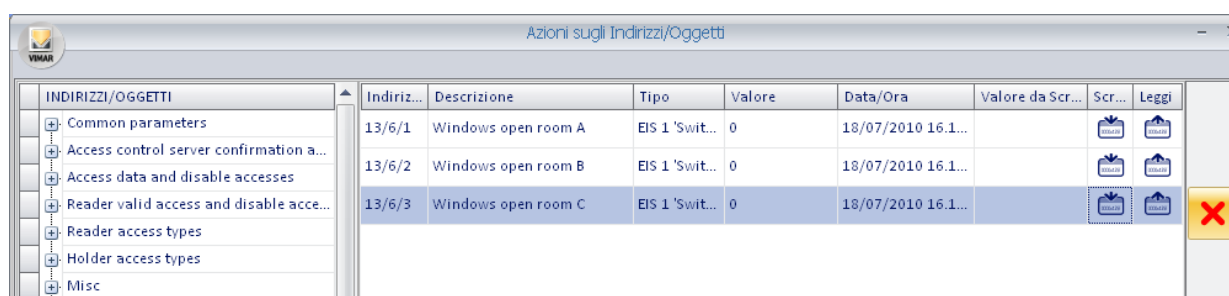 Azioni sugli Indirizzi/Oggetti
VIMAR
INDIRIZZI/OGGETTI
Common parameters
Access control server confirmation a...
Access data and disable accesses
Reader valid access and disable acce...
Reader access types
Holder access types
Misc
Indiriz... Descrizione Tipo Valore Data/Ora Valore da Scr... Scr... Leggi
13/6/1 Windows open room A EIS 1 'Swit... 0 18/07/2010 16.1...
13/6/2 Windows open room B EIS 1 'Swit... 0 18/07/2010 16.1...
13/6/3 Windows open room C EIS 1 'Swit... 0 18/07/2010 16.1...